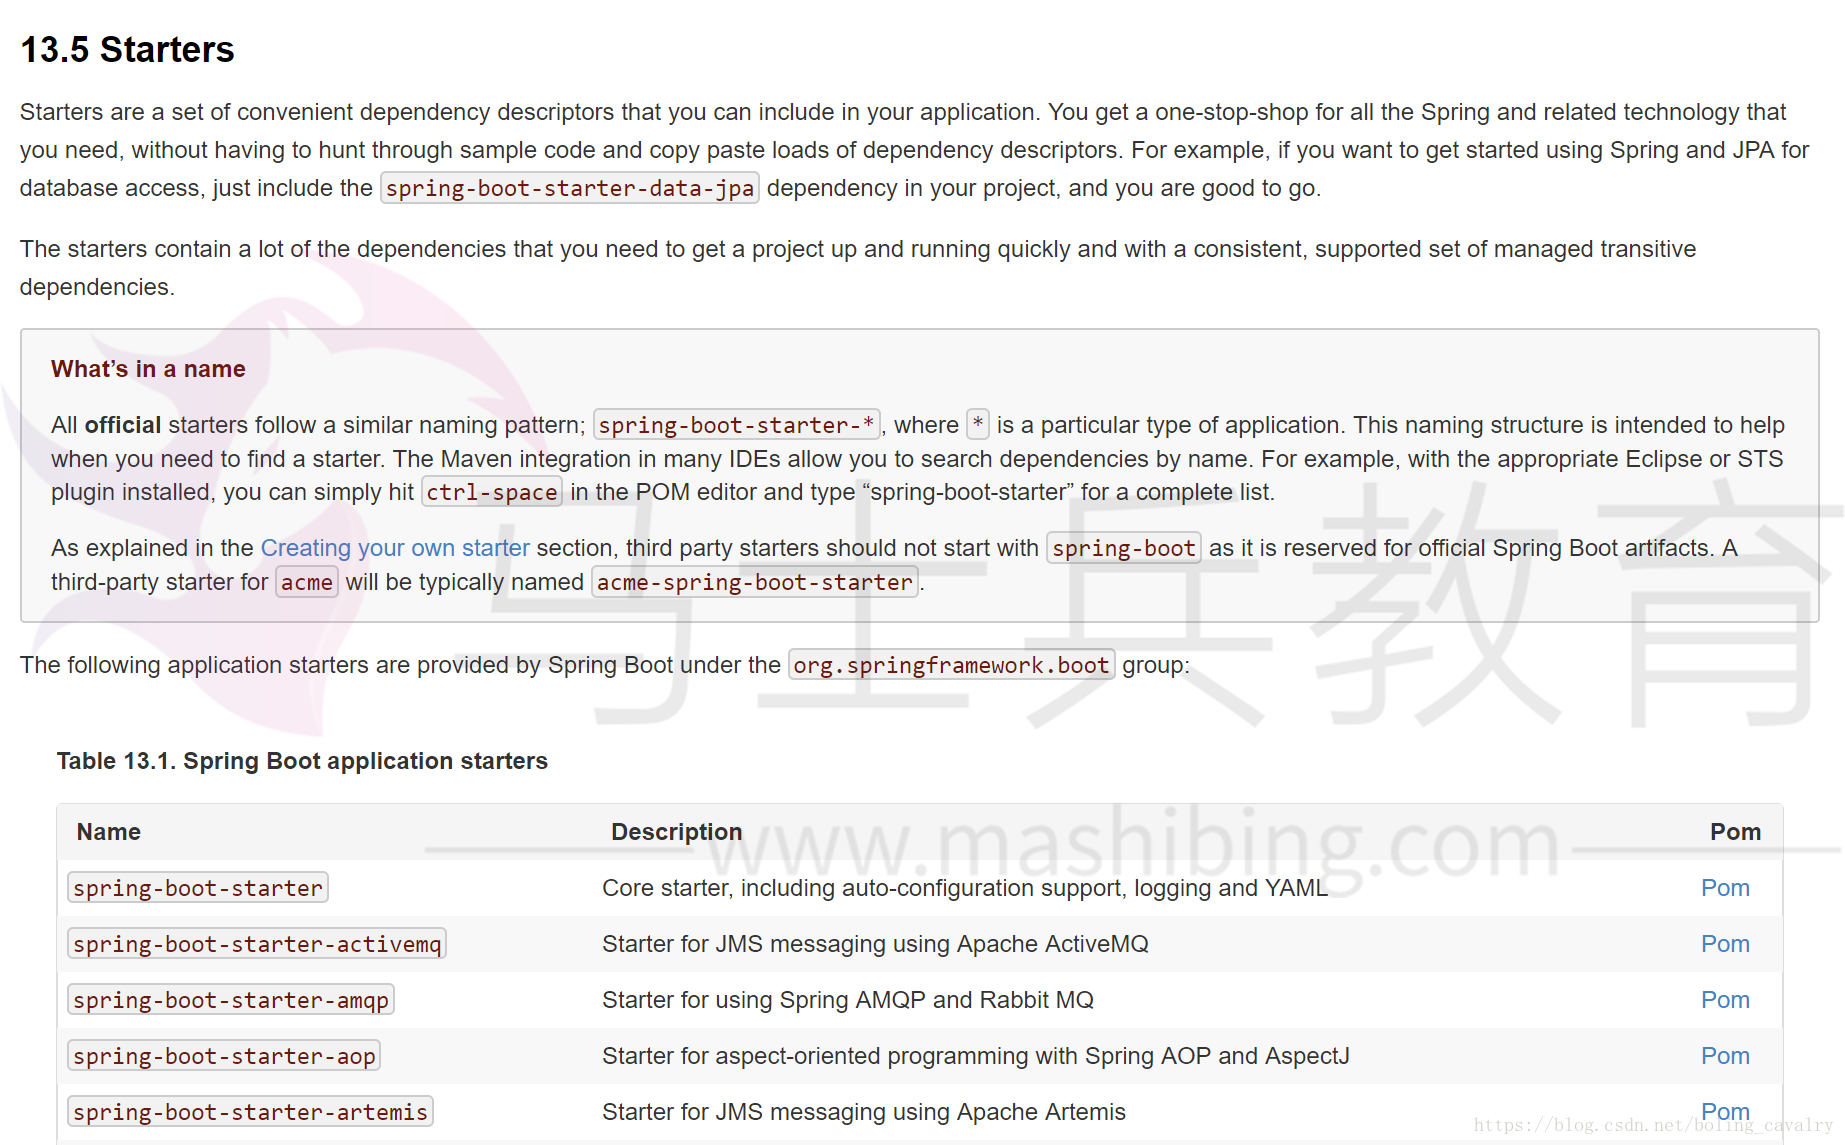 13.5 Starters
Starters are a set of convenient dependency descriptors that you can include in your application. You get a one-stop-shop for all the Spring and related technology that
you need, without having to hunt through sample code and copy paste loads of dependency descriptors. For example, if you want to get started using Spring and JPA for
database access, just include the spring-boot-starter-data-jpa dependency in your project, and you are good to go.
The starters contain a lot of the dependencies that you need to get a project up and running quickly and with a consistent, supported set of managed transitive
dependencies.
What’s in a name
All official starters follow a similar naming pattern; spring-boot-starter-*, where * is a particular type of application. This naming structure is intended to help
when you need to find a starter. The Maven integration in many IDEs allow you to search dependencies by name. For example, with the appropriate Eclipse or STS
plugin installed, you can simply hit ctrl-space in the POM editor and type “spring-boot-starter” for a complete list.
As explained in the Creating your own starter section, third party starters should not start with spring-boot as it is reserved for official Spring Boot artifacts. A
third-party starter for acme will be typically named acme-spring-boot-starter.
马士兵教育
The following application starters are provided by Spring Boot under the org.springframework.boot group:
Table 13.1. Spring Boot application starters
Name Description Pom
www.mashibing.com
spring-boot-starter Core starter, including auto-configuration support, logging and YAML Pom
spring-boot-starter-activemq Starter for JMS messaging using Apache ActiveMQ Pom
spring-boot-starter-amqp Starter for using Spring AMQP and Rabbit MQ Pom
spring-boot-starter-aop Starter for aspect-oriented programming with Spring AOP and AspectJ Pom
spring-boot-starter-artemis Starter for JMS messaging using Apache Artemis Pom
https://blog.csdn.net/boling_cavalry